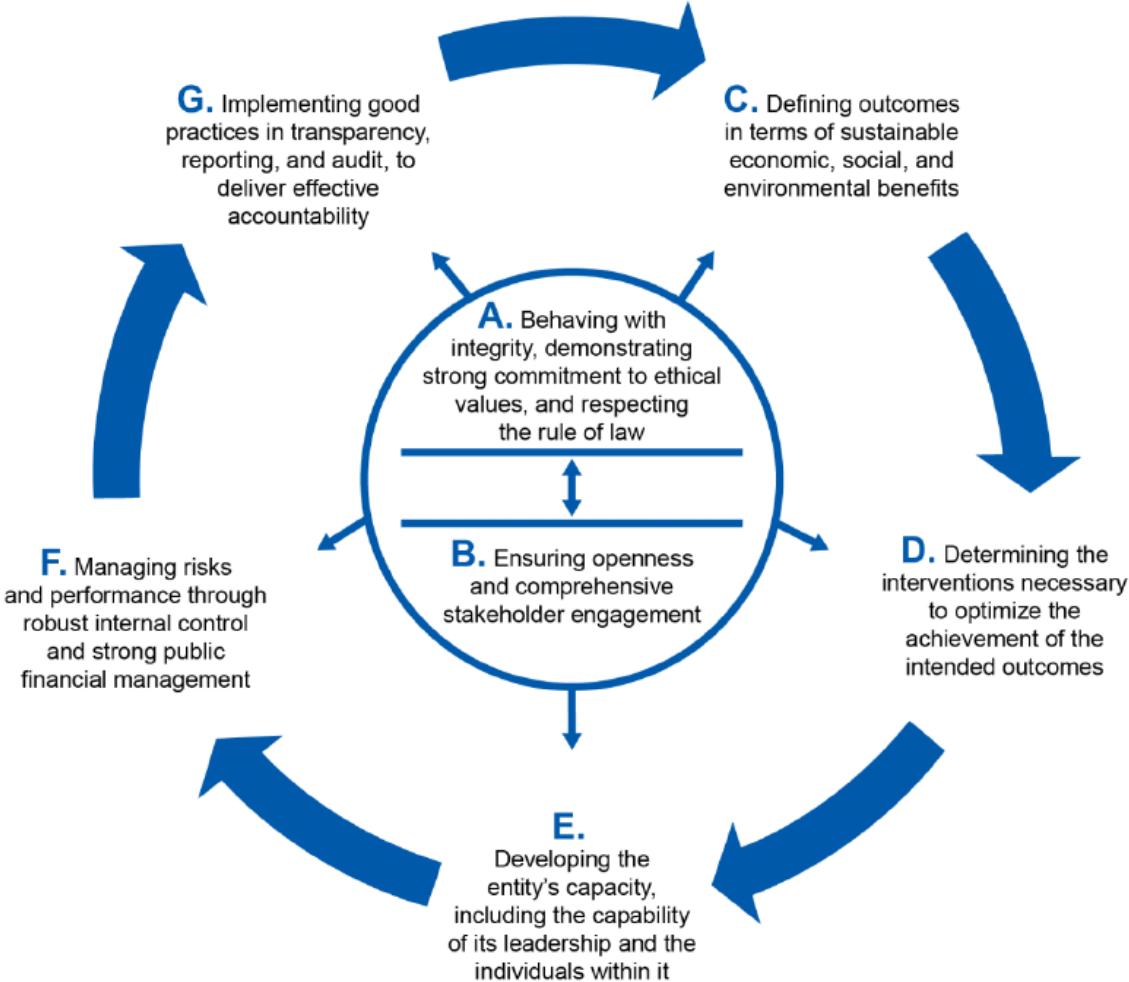 G. Implementing good
practices in transparency,
reporting, and audit, to
deliver effective
accountability
C. Defining outcomes
in terms of sustainable
economic, social, and
environmental benefits
A. Behaving with
integrity, demonstrating
strong commitment to ethical
values, and respecting
the rule of law
B. Ensuring openness
and comprehensive
stakeholder engagement
D. Determining the
interventions necessary
to optimize the
achievement of the
intended outcomes
F. Managing risks
and performance through
robust internal control
and strong public
financial management
E.
Developing the
entity's capacity,
including the capability
of its leadership and the
individuals within it